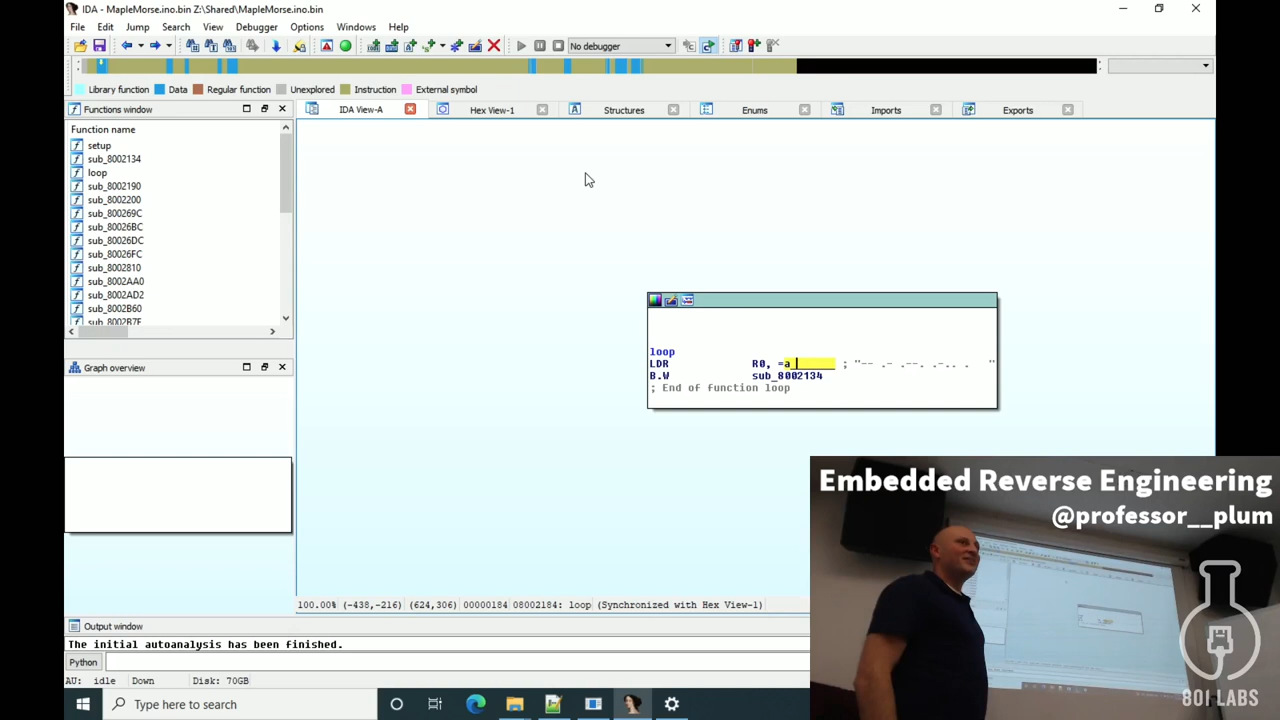 IDA - MapleMorse.ino.bin Z:\Shared\MapleMorse.ino.bin
File Edit Jump Search View Debugger Options Windows Help
No debugger
Library function Data Regular function Unexplored Instruction External symbol
Functions window
IDA View-A Hex View-1 Structures Enums Imports Exports
Function name
setup
sub_8002134
loop
sub_8002190
sub_8002200
sub_800269C
sub_80026BC
sub_80026DC
sub_80026FC
sub_8002810
sub_8002AA0
sub_8002AD2
sub_8002B60
sub_8002B7E
Graph overview
loop
LDR R0, =a_______ ; "-- .- .--. .-.. . "
B.W sub_8002134
; End of function loop
100.00% (-438,-216) (624,306) 00000184 08002184: loop (Synchronized with Hex View-1)
Output window
The initial autoanalysis has been finished.
Python
AU: idle Down Disk: 70GB
Type here to search
Embedded Reverse Engineering
@professor__plum
801 LABS